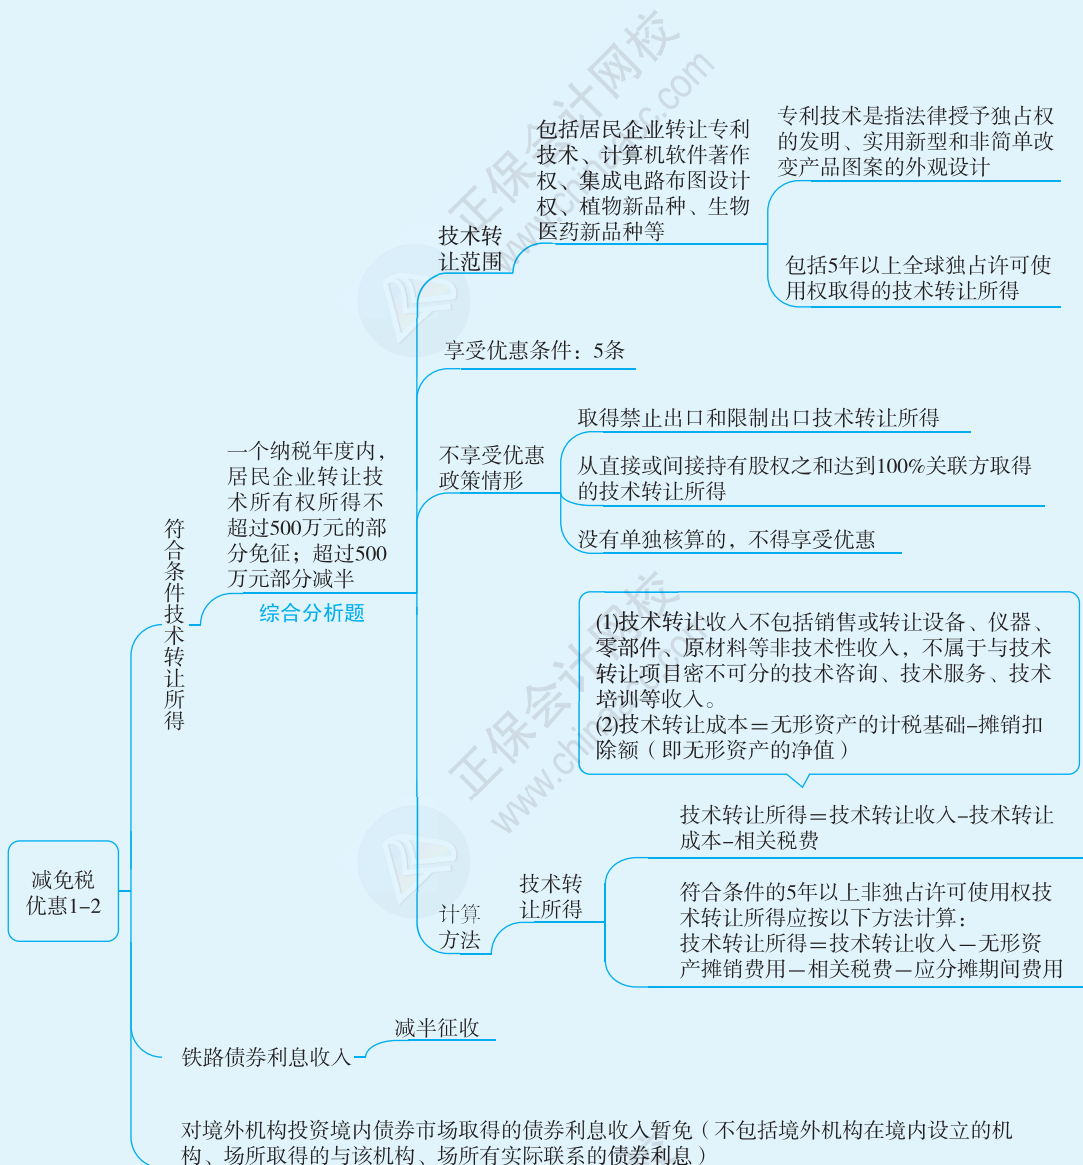 减免税
优惠1-2
符合条件技术转让所得
一个纳税年度内，
居民企业转让技
术所有权所得不
超过500万元的部
分免征；超过500
万元部分减半
综合分析题
技术转
让范围
包括居民企业转让专利
技术、计算机软件著作
权、集成电路布图设计
权、植物新品种、生物
医药新品种等
专利技术是指法律授予独占权
的发明、实用新型和非简单改
变产品图案的外观设计
包括5年以上全球独占许可使
用权取得的技术转让所得
享受优惠条件：5条
不享受优惠
政策情形
取得禁止出口和限制出口技术转让所得
从直接或间接持有股权之和达到100%关联方取得
的技术转让所得
没有单独核算的，不得享受优惠
(1)技术转让收入不包括销售或转让设备、仪器、
零部件、原材料等非技术性收入，不属于与技术
转让项目密不可分的技术咨询、技术服务、技术
培训等收入。
(2)技术转让成本＝无形资产的计税基础-摊销扣
除额（即无形资产的净值）
计算
方法
技术转
让所得
技术转让所得＝技术转让收入-技术转让
成本-相关税费
符合条件的5年以上非独占许可使用权技
术转让所得应按以下方法计算：
技术转让所得＝技术转让收入－无形资
产摊销费用－相关税费－应分摊期间费用
铁路债券利息收入
减半征收
对境外机构投资境内债券市场取得的债券利息收入暂免（不包括境外机构在境内设立的机
构、场所取得的与该机构、场所有实际联系的债券利息）
正保会计网校
www.chinaacc.com
正保会计网校
www.chinaacc.com